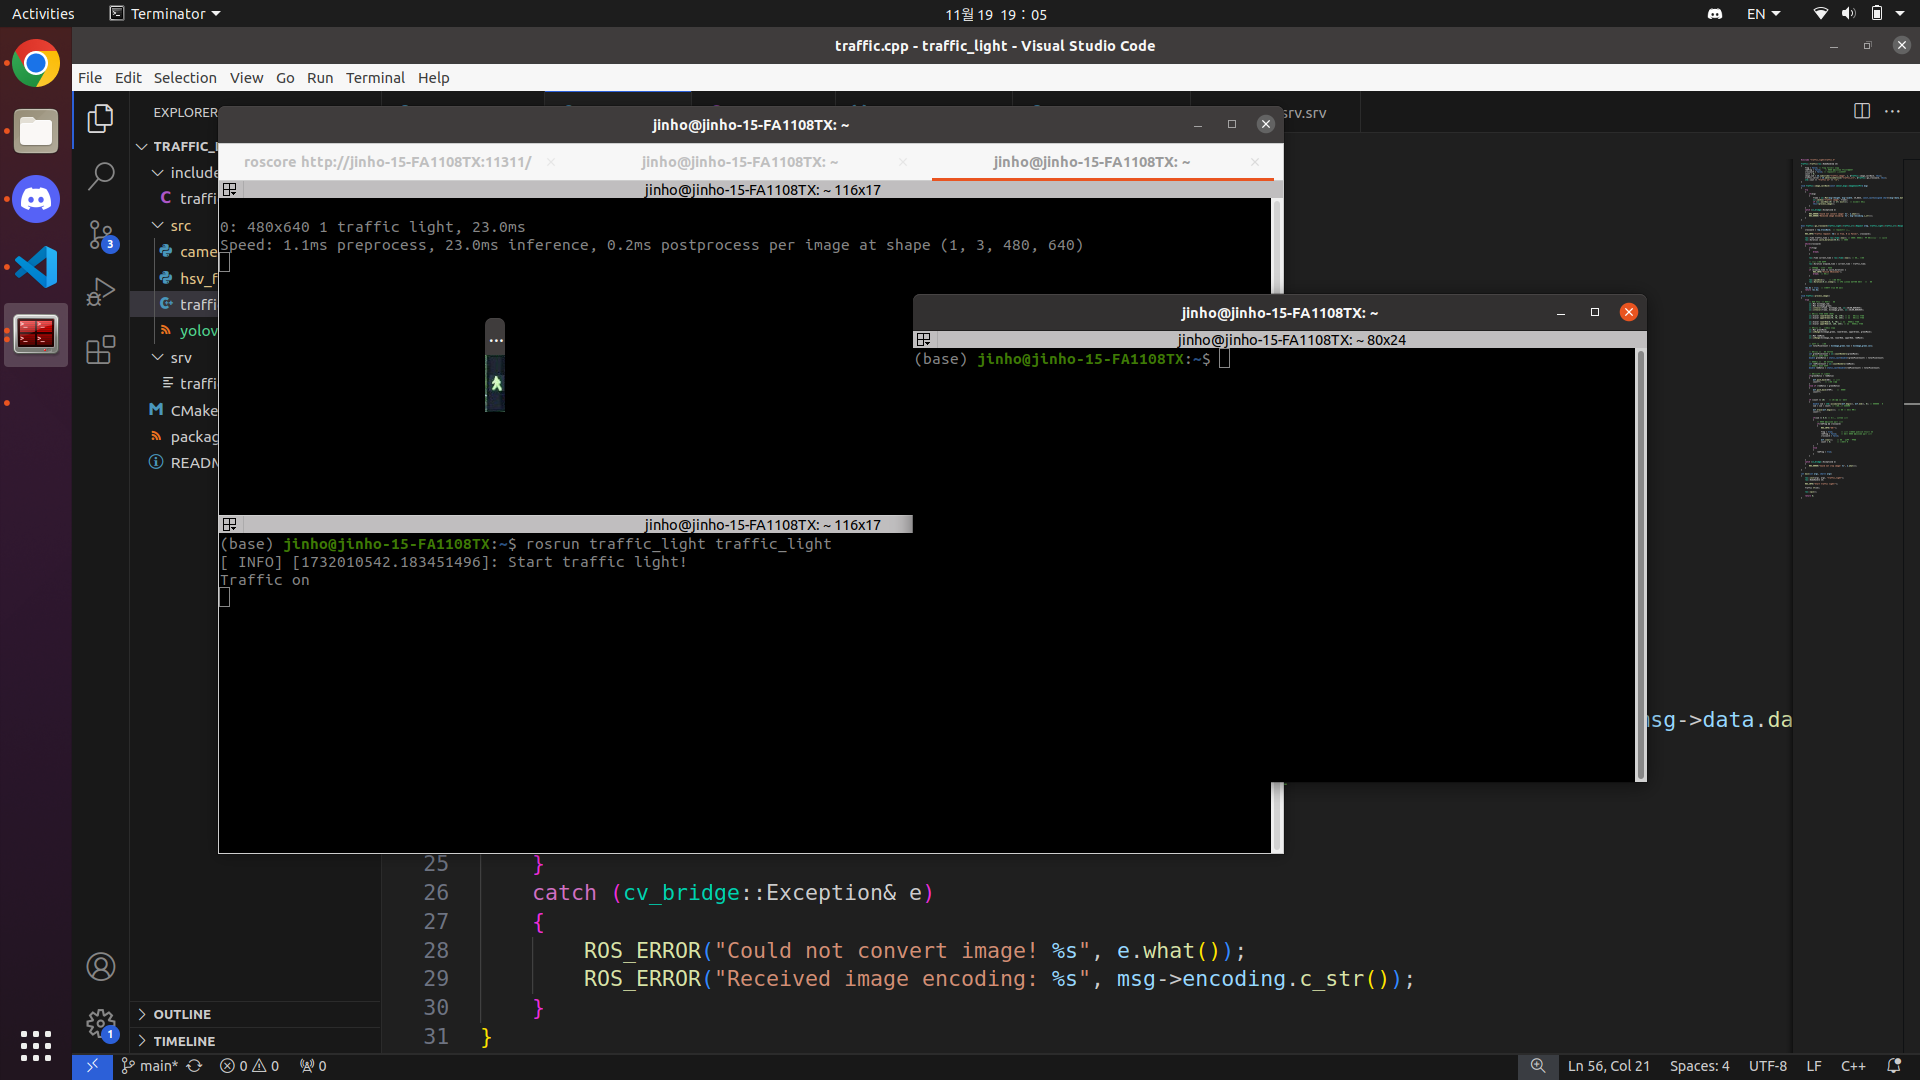 Activities
Terminator
11월 19 19 : 05
EN
traffic.cpp - traffic_light - Visual Studio Code
File Edit Selection View Go Run Terminal Help
EXPLORER
srv.srv
TRAFFIC_
include
C traffi
src
came
hsv_f
traffi
yolov
srv
traffi
M CMake
packag
READM
3
1
OUTLINE
TIMELINE
jinho@jinho-15-FA1108TX: ~
roscore http://jinho-15-FA1108TX:11311/
jinho@jinho-15-FA1108TX: ~
jinho@jinho-15-FA1108TX: ~
jinho@jinho-15-FA1108TX: ~ 116x17
0: 480x640 1 traffic light, 23.0ms
Speed: 1.1ms preprocess, 23.0ms inference, 0.2ms postprocess per image at shape (1, 3, 480, 640)
jinho@jinho-15-FA1108TX: ~ 116x17
(base) jinho@jinho-15-FA1108TX:~$ rosrun traffic_light traffic_light
[ INFO] [1732010542.183451496]: Start traffic light!
Traffic on
jinho@jinho-15-FA1108TX: ~
jinho@jinho-15-FA1108TX: ~ 80x24
(base) jinho@jinho-15-FA1108TX:~$
msg->data.da
25 }
26 catch (cv_bridge::Exception& e)
27 {
28 ROS_ERROR("Could not convert image! %s", e.what());
29 ROS_ERROR("Received image encoding: %s", msg->encoding.c_str());
30 }
31 }
main* 0 0 0
Ln 56, Col 21 Spaces: 4 UTF-8 LF C++